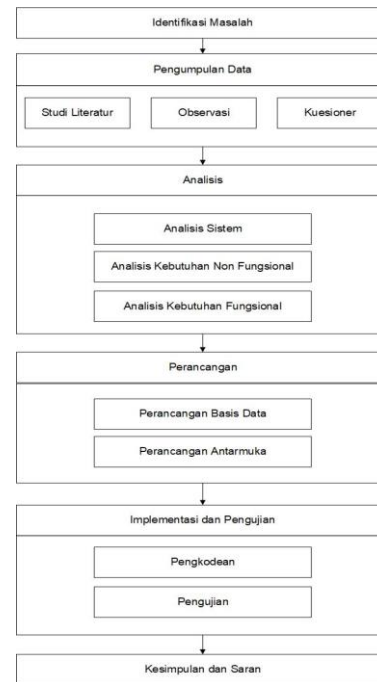 Identifikasi Masalah
Pengumpulan Data
Studi Literatur
Observasi
Kuesioner
Analisis
Analisis Sistem
Analisis Kebutuhan Non Fungsional
Analisis Kebutuhan Fungsional
Perancangan
Perancangan Basis Data
Perancangan Antarmuka
Implementasi dan Pengujian
Pengkodean
Pengujian
Kesimpulan dan Saran